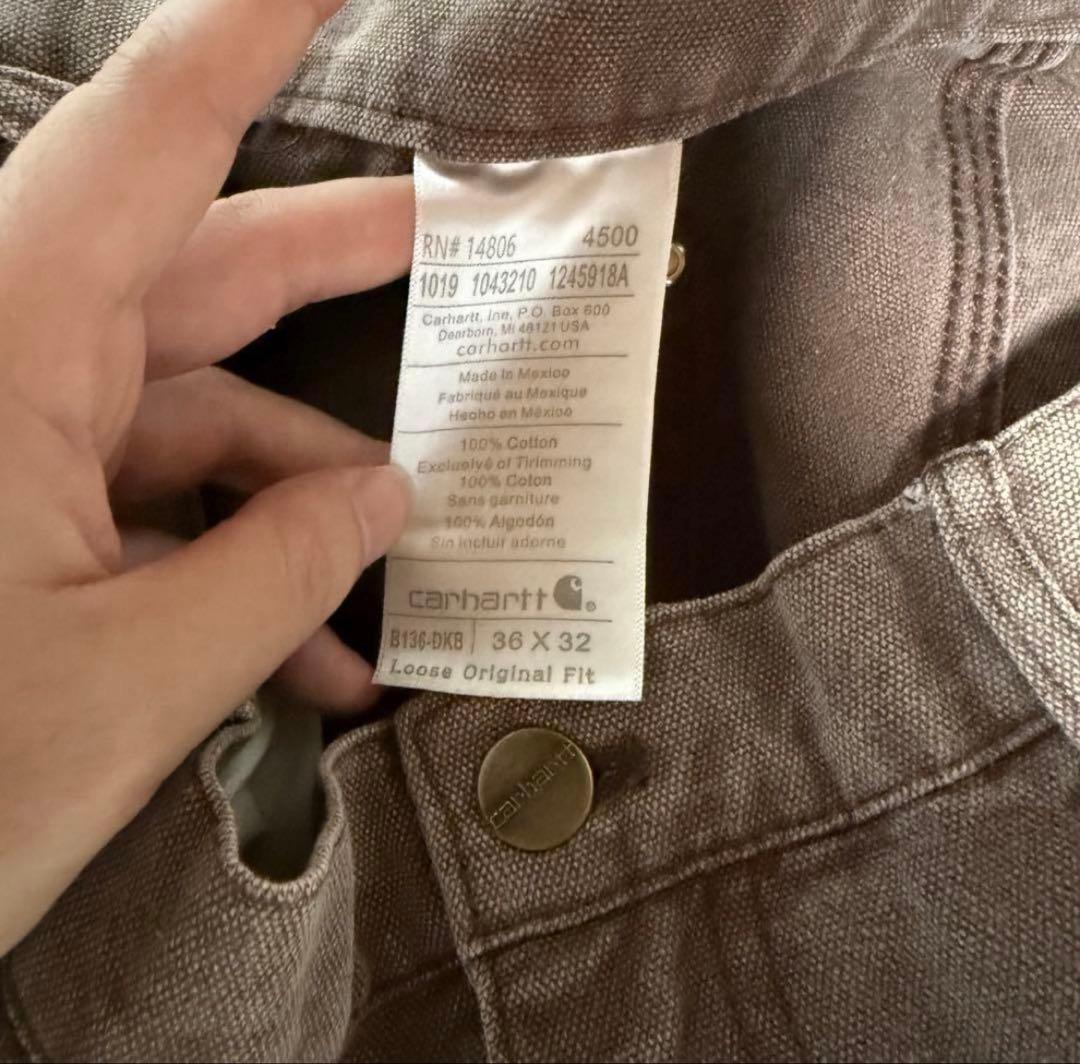 RN# 14806 4500
1019 1043210 1245918A
Carhartt, Inc, P.O. Box 600
Dearborn, MI 48121 USA
carhartt.com
Made in Mexico
Fabriqué au Mexique
Hecho en México
100% Cotton
Exclusive of Tirimming
100% Coton
Sans garniture
100% Algodón
Sin incluir adorne
carhartt
B136-DKB 36 X 32
Loose Original Fit
carhartt